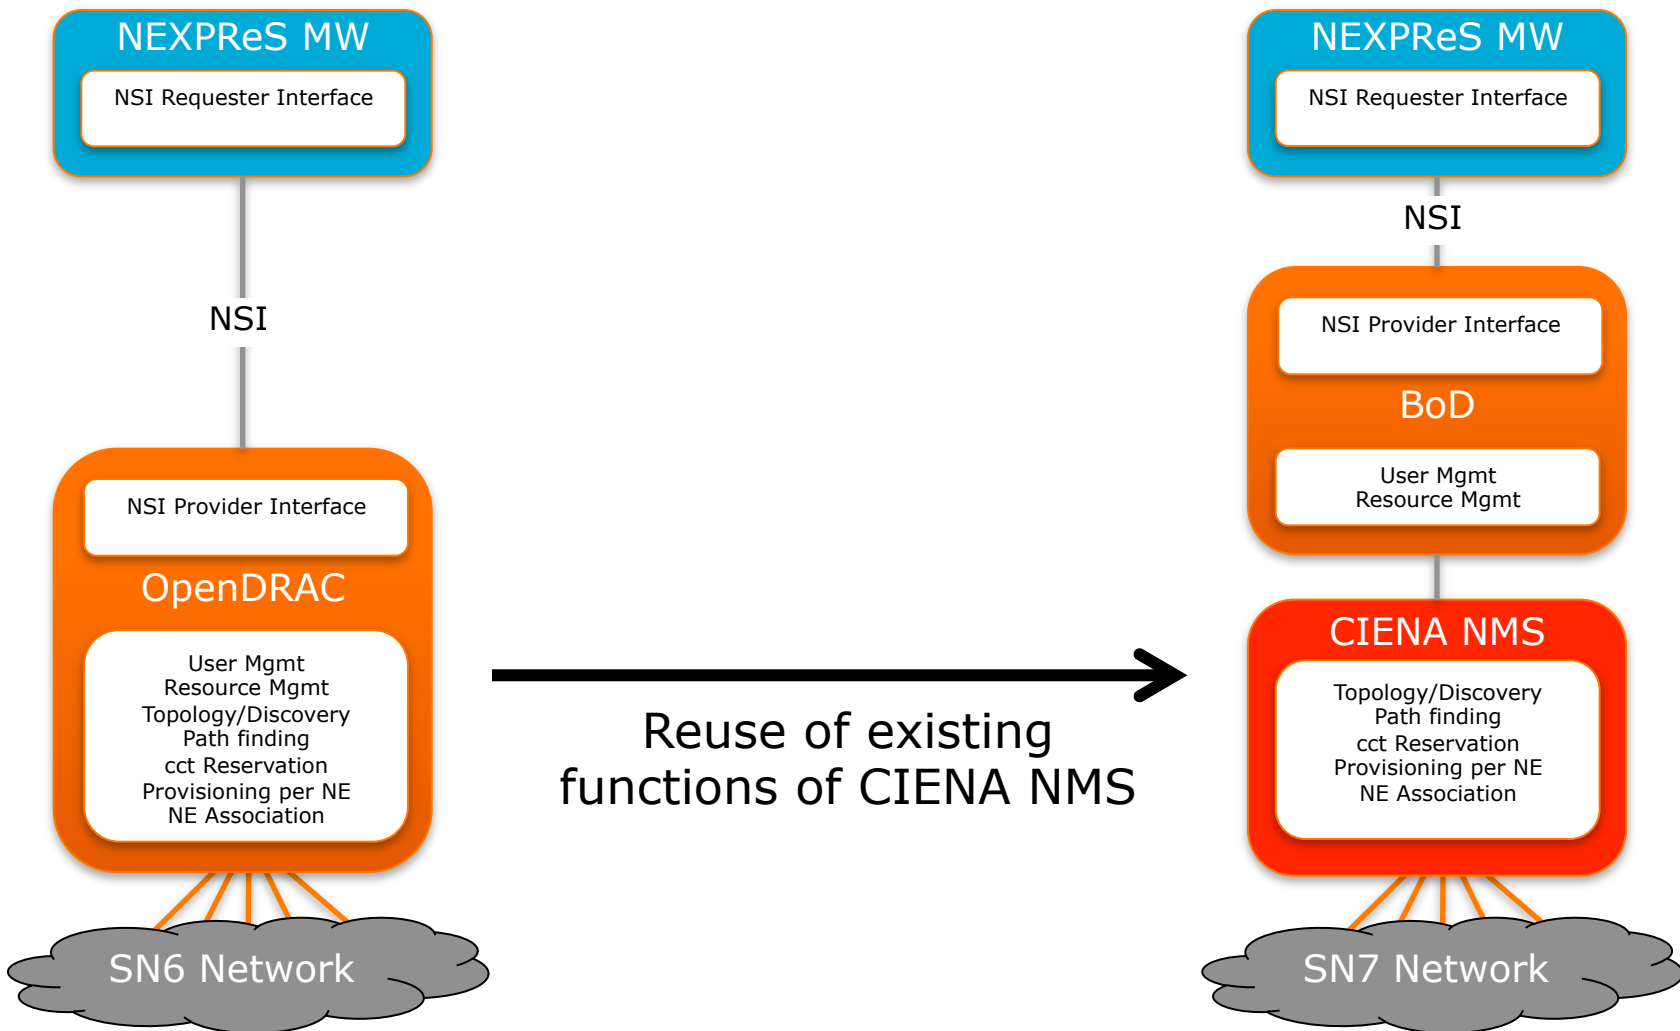 NEXPReS MW
NSI Requester Interface
NSI
NSI Provider Interface
OpenDRAC
User Mgmt
Resource Mgmt
Topology/Discovery
Path finding
cct Reservation
Provisioning per NE
NE Association
SN6 Network
Reuse of existing
functions of CIENA NMS
NEXPReS MW
NSI Requester Interface
NSI
NSI Provider Interface
BoD
User Mgmt
Resource Mgmt
CIENA NMS
Topology/Discovery
Path finding
cct Reservation
Provisioning per NE
NE Association
SN7 Network